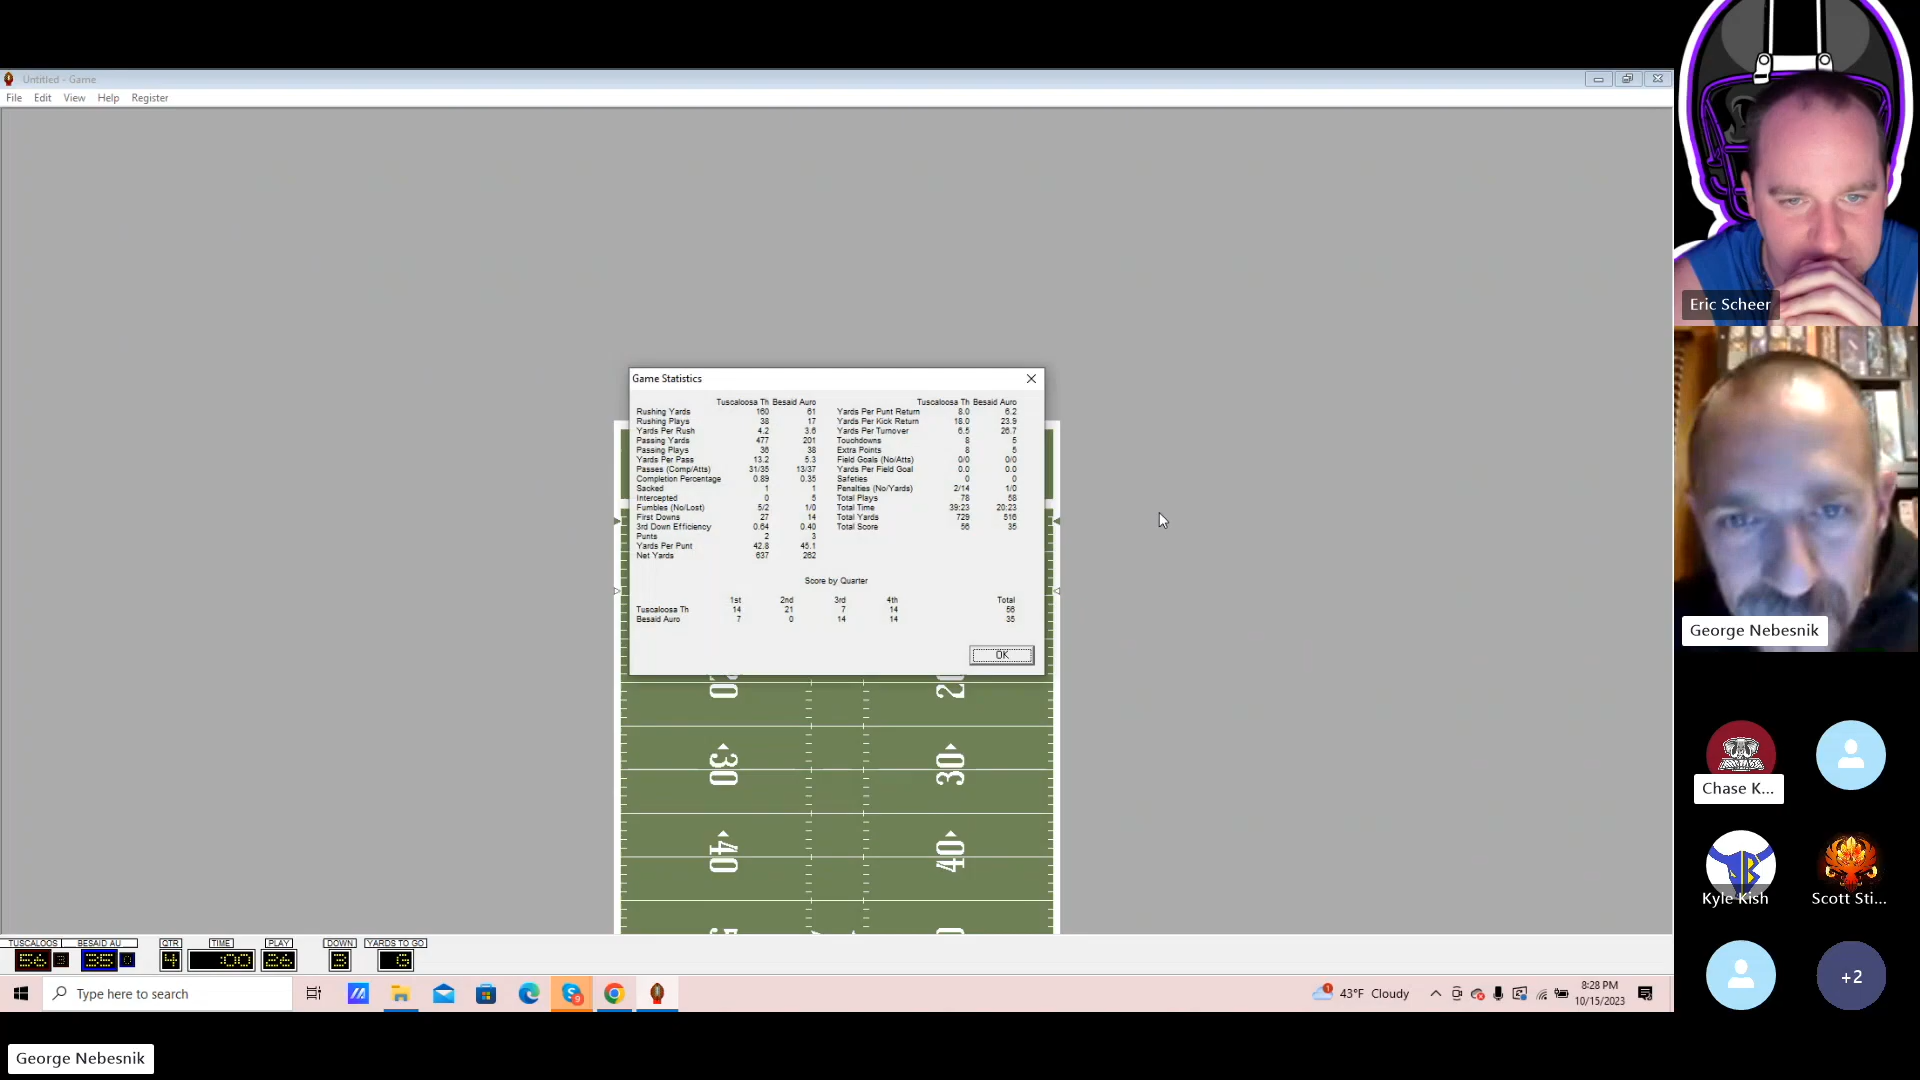 Untitled - Game
File Edit View Help Register
Game Statistics
Tuscaloosa Th Besaid Auro
Rushing Yards 160 61
Rushing Plays 38 17
Yards Per Rush 4.2 3.6
Passing Yards 477 201
Passing Plays 36 38
Yards Per Pass 13.2 5.3
Passes (Comp/Atts) 31/35 13/37
Completion Percentage 0.89 0.35
Sacked 1 1
Intercepted 0 5
Fumbles (No/Lost) 5/2 1/0
First Downs 27 14
3rd Down Efficiency 0.64 0.40
Punts 2 3
Yards Per Punt 42.8 45.1
Net Yards 637 262
Tuscaloosa Th Besaid Auro
Yards Per Punt Return 8.0 6.2
Yards Per Kick Return 18.0 23.9
Yards Per Turnover 6.5 26.7
Touchdowns 8 5
Extra Points 8 5
Field Goals (No/Atts) 0/0 0/0
Yards Per Field Goal 0.0 0.0
Safeties 0 0
Penalties (No/Yards) 2/14 1/0
Total Plays 78 58
Total Time 39:23 20:23
Total Yards 729 516
Total Score 56 35
Score by Quarter
1st 2nd 3rd 4th Total
Tuscaloosa Th 14 21 7 14 56
Besaid Auro 7 0 14 14 35
OK
20 20
30 30
40 40
TUSCALOOS BESAID AU QTR TIME PLAY DOWN YARDS TO GO
56 3 35 0 4 :00 26 3 G
Type here to search
43°F Cloudy
8:28 PM
10/15/2023
George Nebesnik
Eric Scheer
George Nebesnik
Chase K...
Kyle Kish
Scott Sti...
+2